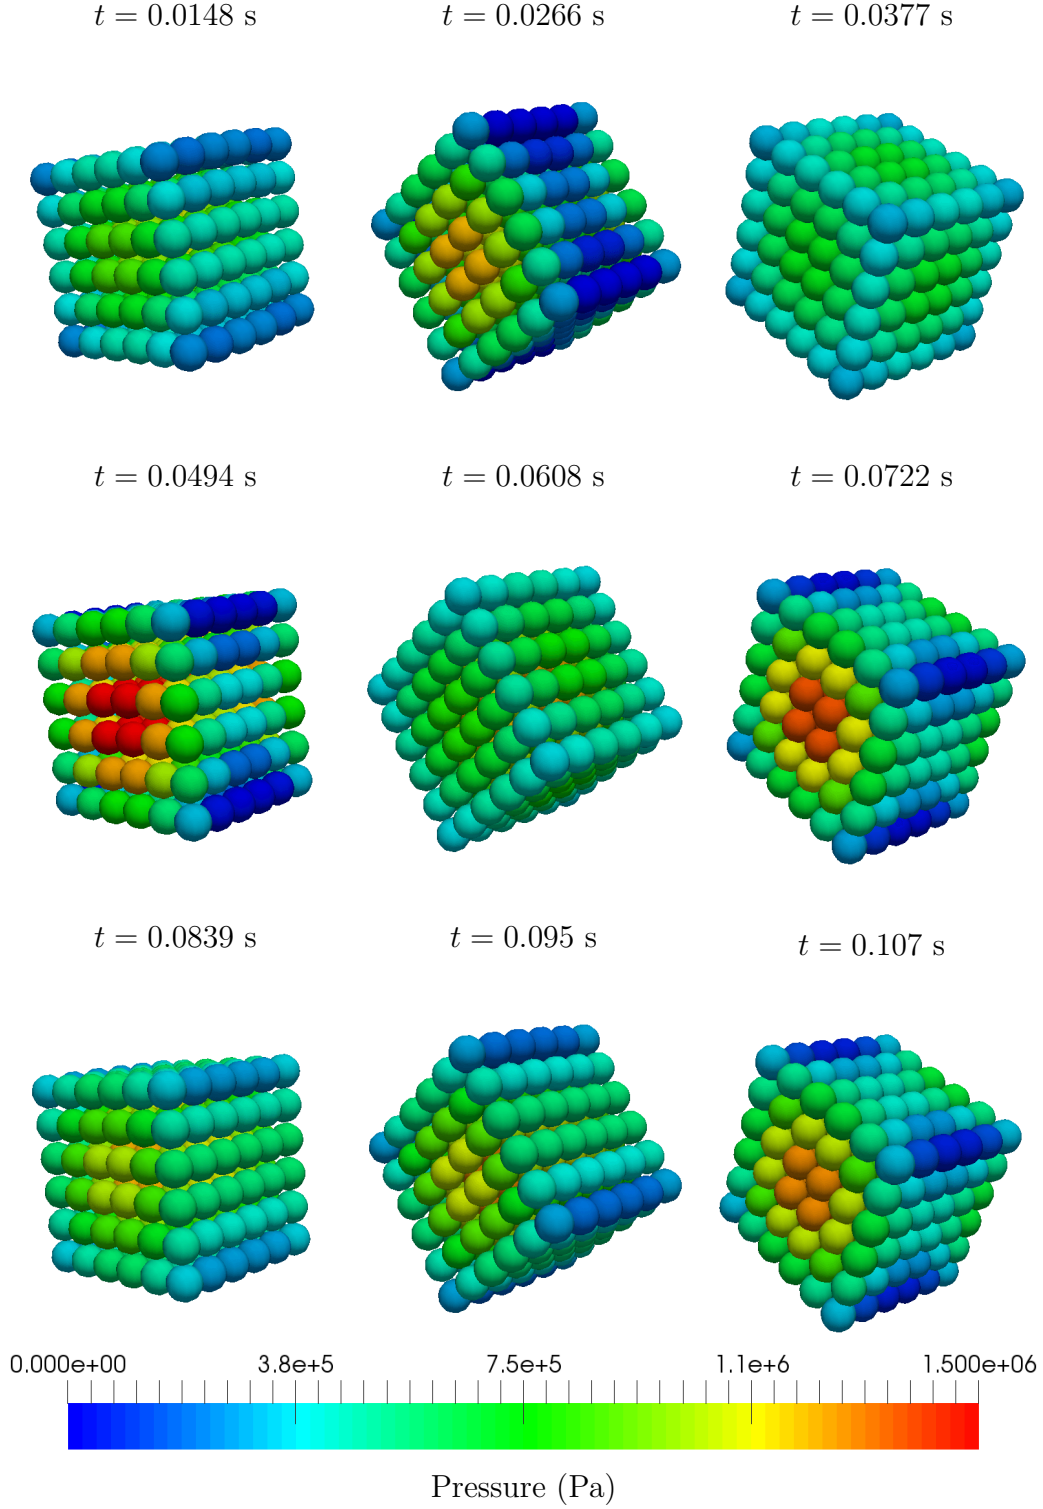 t = 0.0148 s
t = 0.0266 s
t = 0.0377 s
t = 0.0494 s
t = 0.0608 s
t = 0.0722 s
t = 0.0839 s
t = 0.095 s
t = 0.107 s
0.000e+00 3.8e+5 7.5e+5 1.1e+6 1.500e+06
Pressure (Pa)